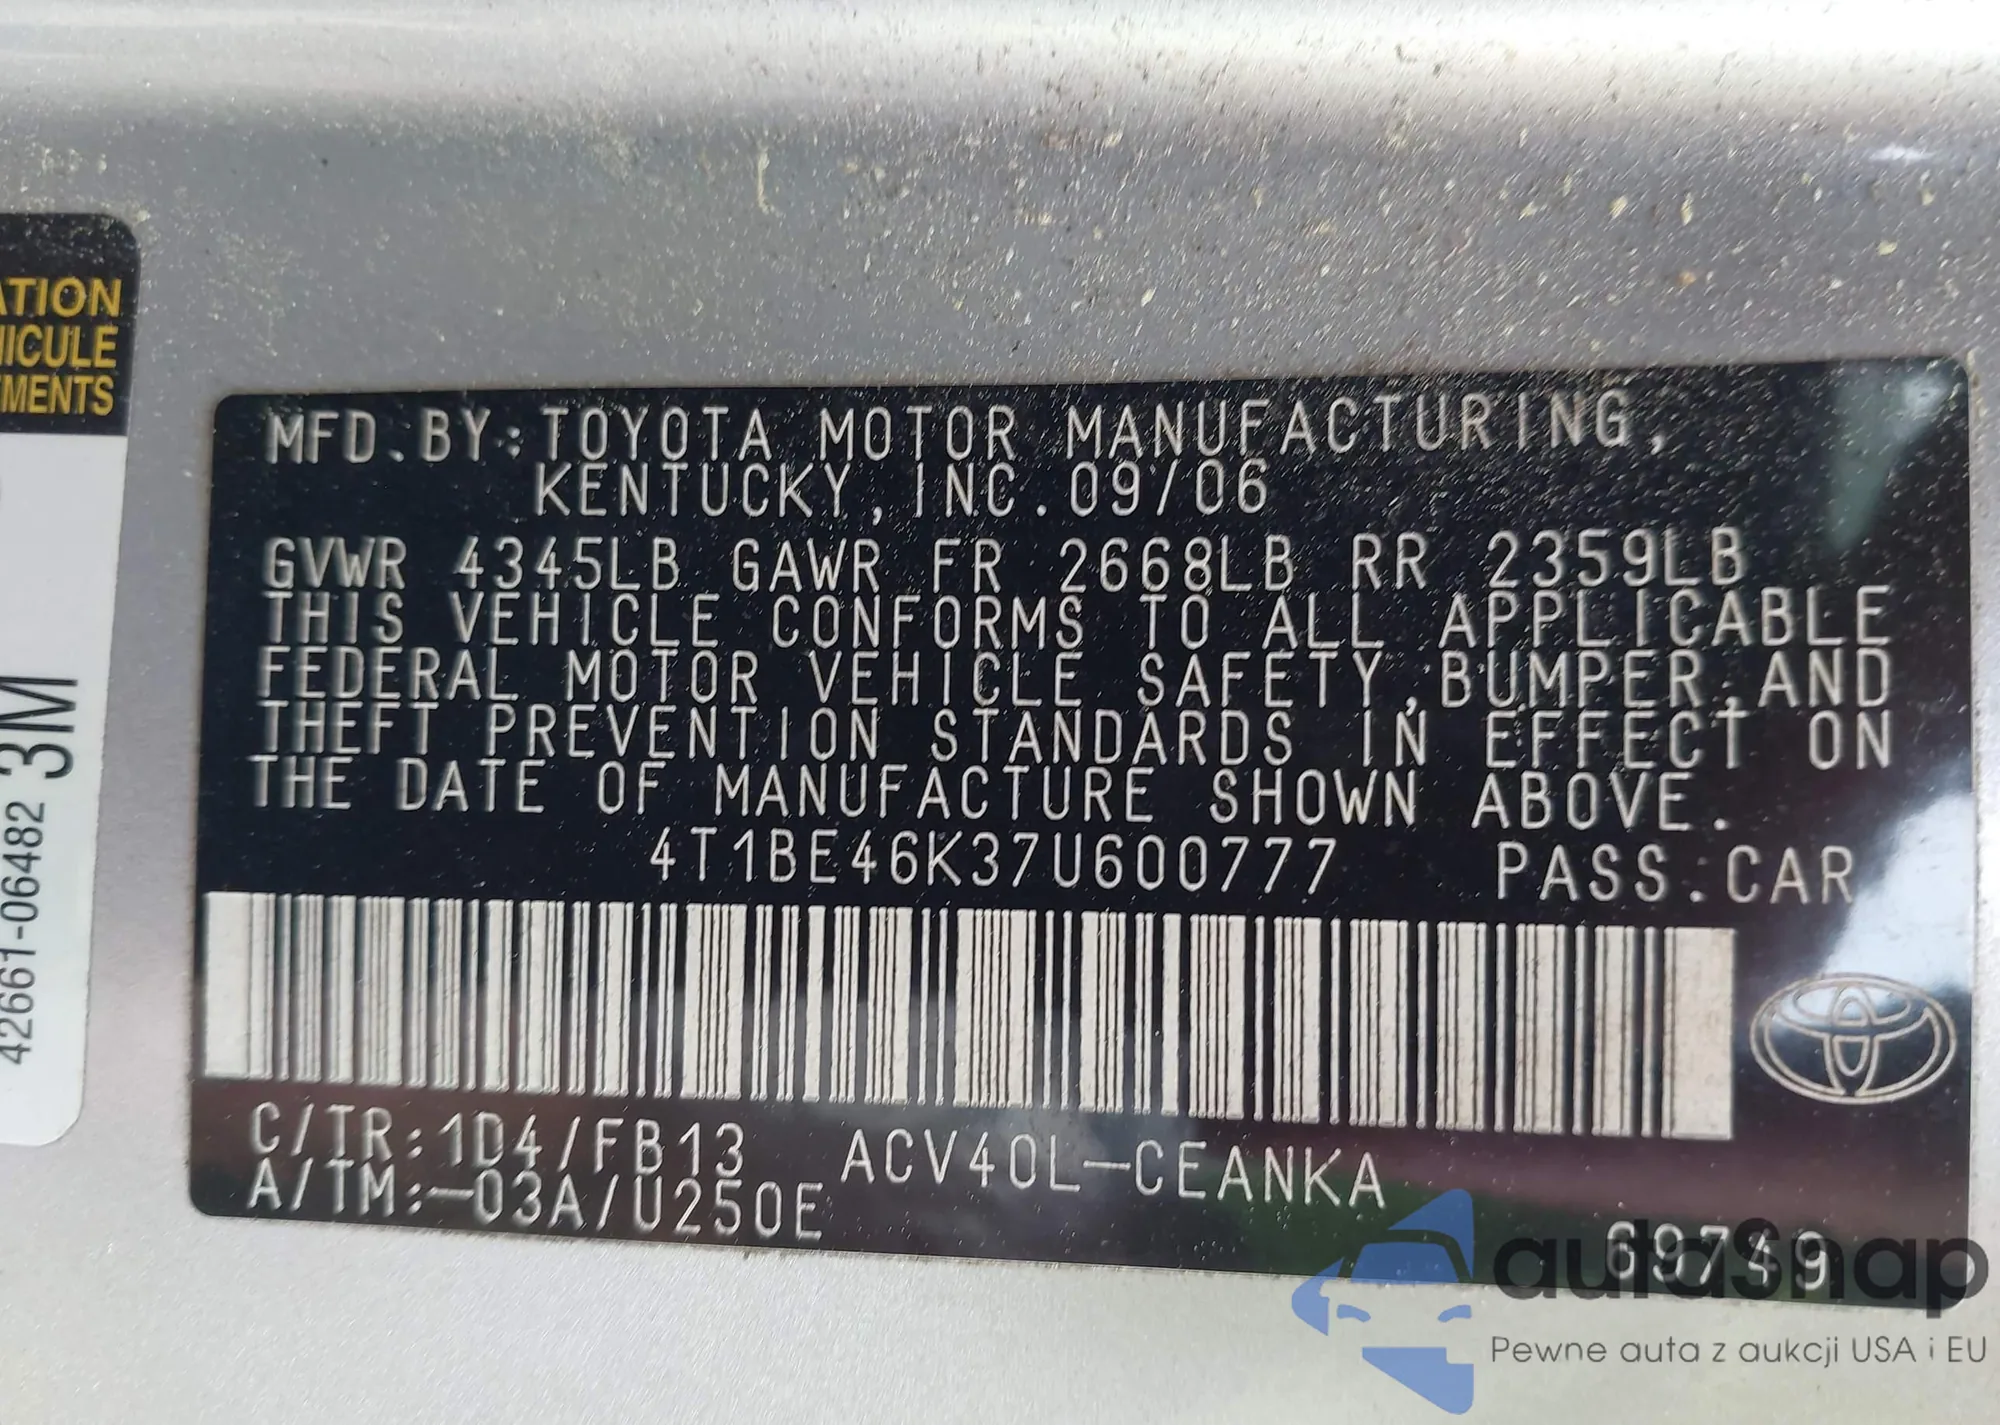 ATION
HICULE
EMENTS
3M
42661-06482
MFD.BY:TOYOTA MOTOR MANUFACTURING,
KENTUCKY,INC.09/06
GVWR 4345LB GAWR FR 2668LB RR 2359LB
THIS VEHICLE CONFORMS TO ALL APPLICABLE
FEDERAL MOTOR VEHICLE SAFETY,BUMPER,AND
THEFT PREVENTION STANDARDS IN EFFECT ON
THE DATE OF MANUFACTURE SHOWN ABOVE.
4T1BE46K37U600777 PASS.CAR
C/TR:1D4/FB13 ACV40L-CEANKA
A/TM:-03A/U250E
69749
autasnap
Pewne auta z aukcji USA i EU